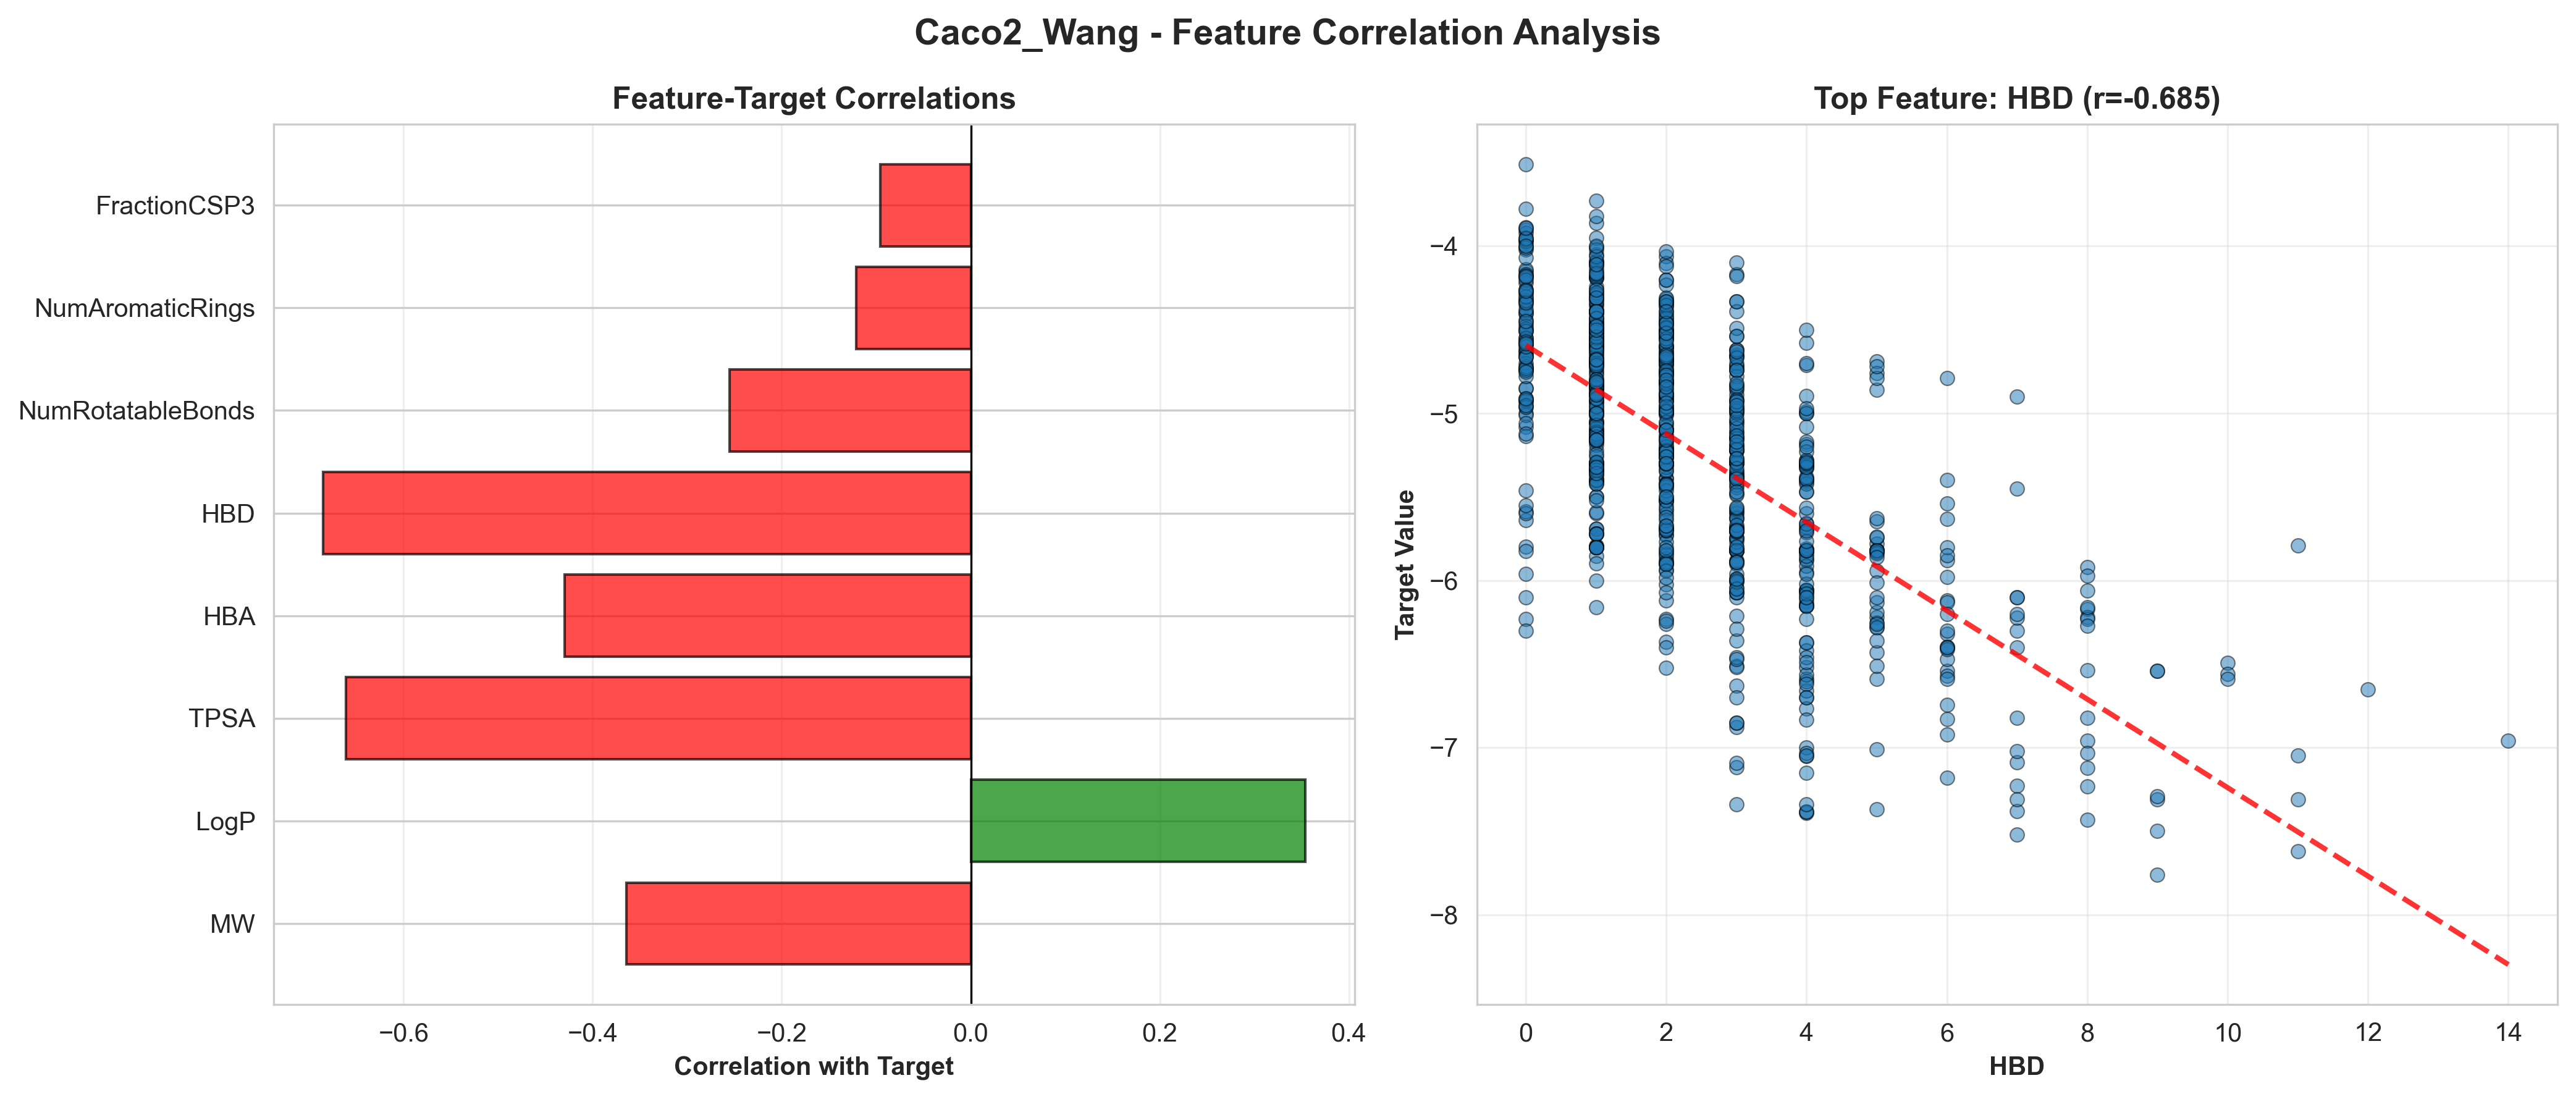 Caco2_Wang - Feature Correlation Analysis
Feature-Target Correlations
FractionCSP3
NumAromaticRings
NumRotatableBonds
HBD
HBA
TPSA
LogP
MW
−0.6 −0.4 −0.2 0.0 0.2 0.4
Correlation with Target
Top Feature: HBD (r=-0.685)
Target Value
−4
−5
−6
−7
−8
0 2 4 6 8 10 12 14
HBD